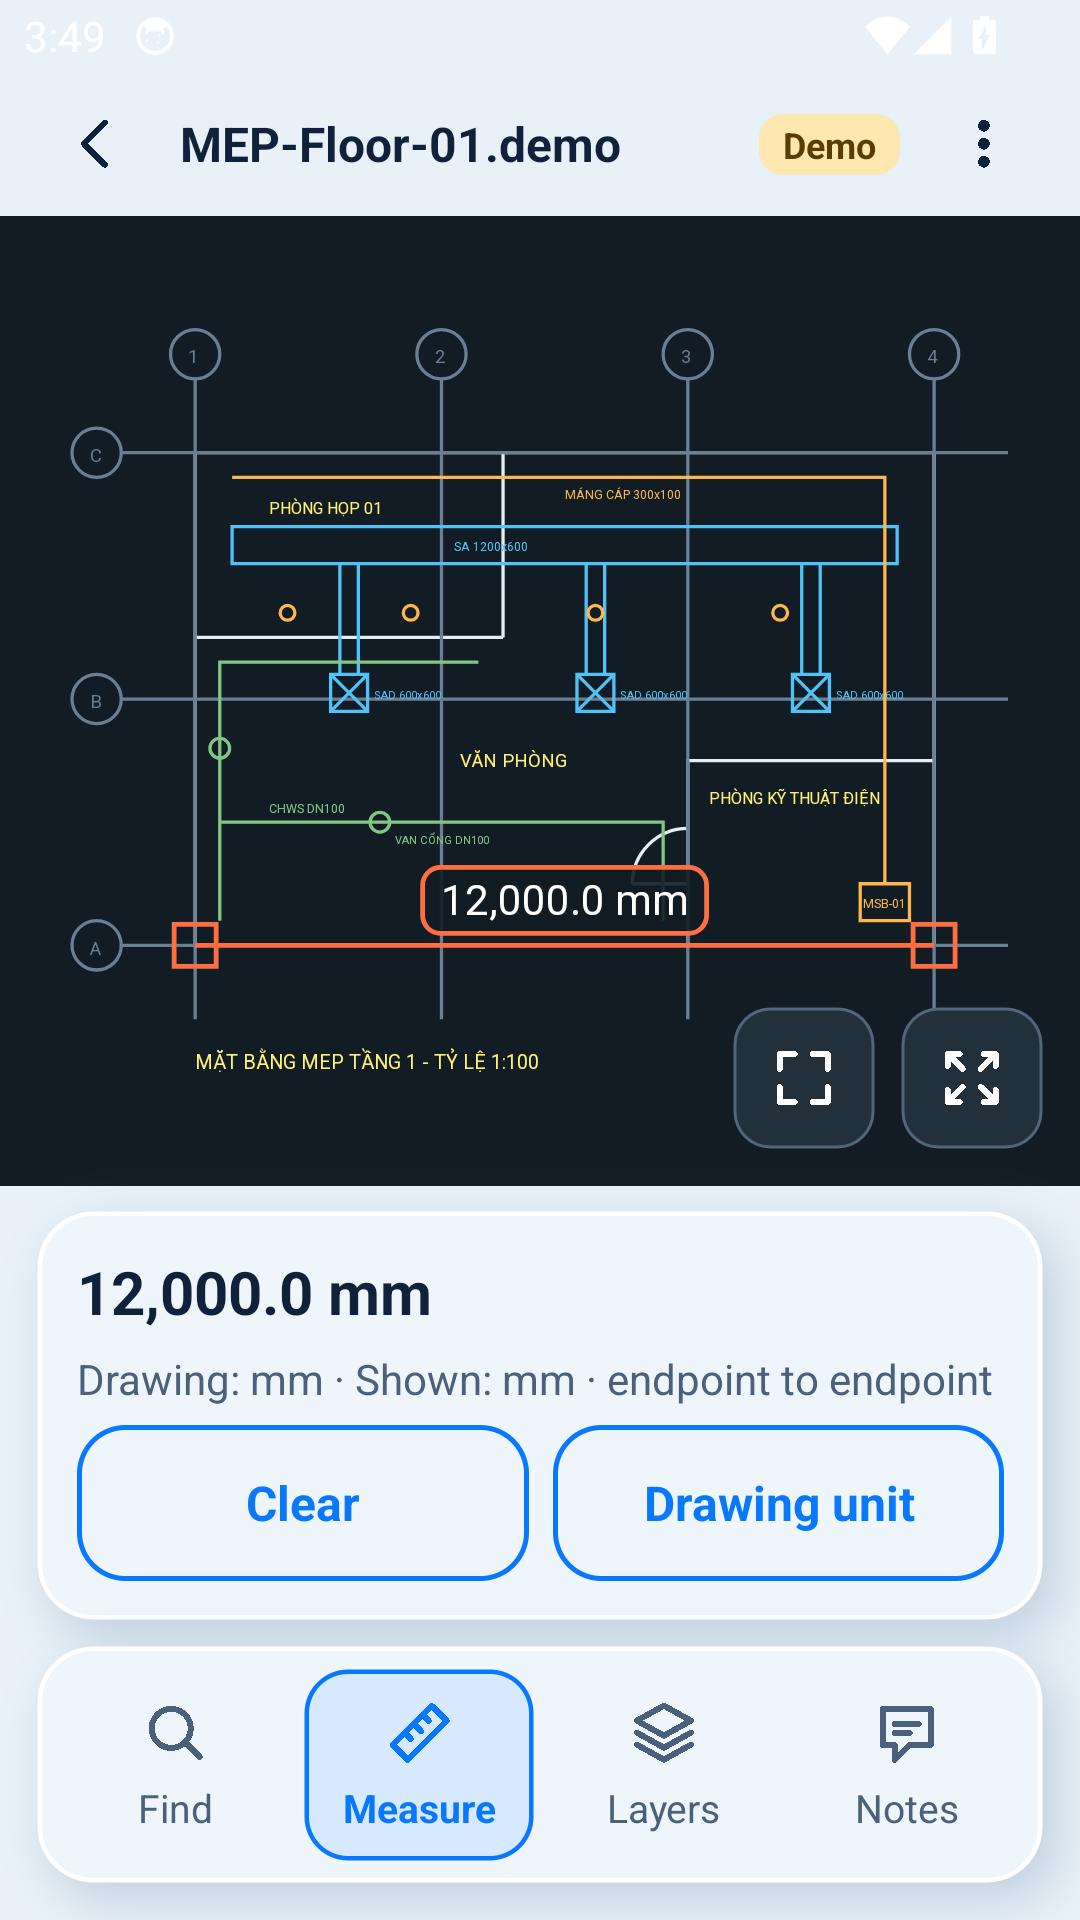 3:49
MEP-Floor-01.demo
Demo
1
2
3
4
C
MÁNG CÁP 300x100
PHÒNG HỌP 01
SA 1200x600
B
SAD 600x600
SAD 600x600
SAD 600x600
VĂN PHÒNG
PHÒNG KỸ THUẬT ĐIỆN
CHWS DN100
VAN CỔNG DN100
12,000.0 mm
MSB-01
A
MẶT BẰNG MEP TẦNG 1 - TỶ LỆ 1:100
12,000.0 mm
Drawing: mm · Shown: mm · endpoint to endpoint
Clear
Drawing unit
Find
Measure
Layers
Notes